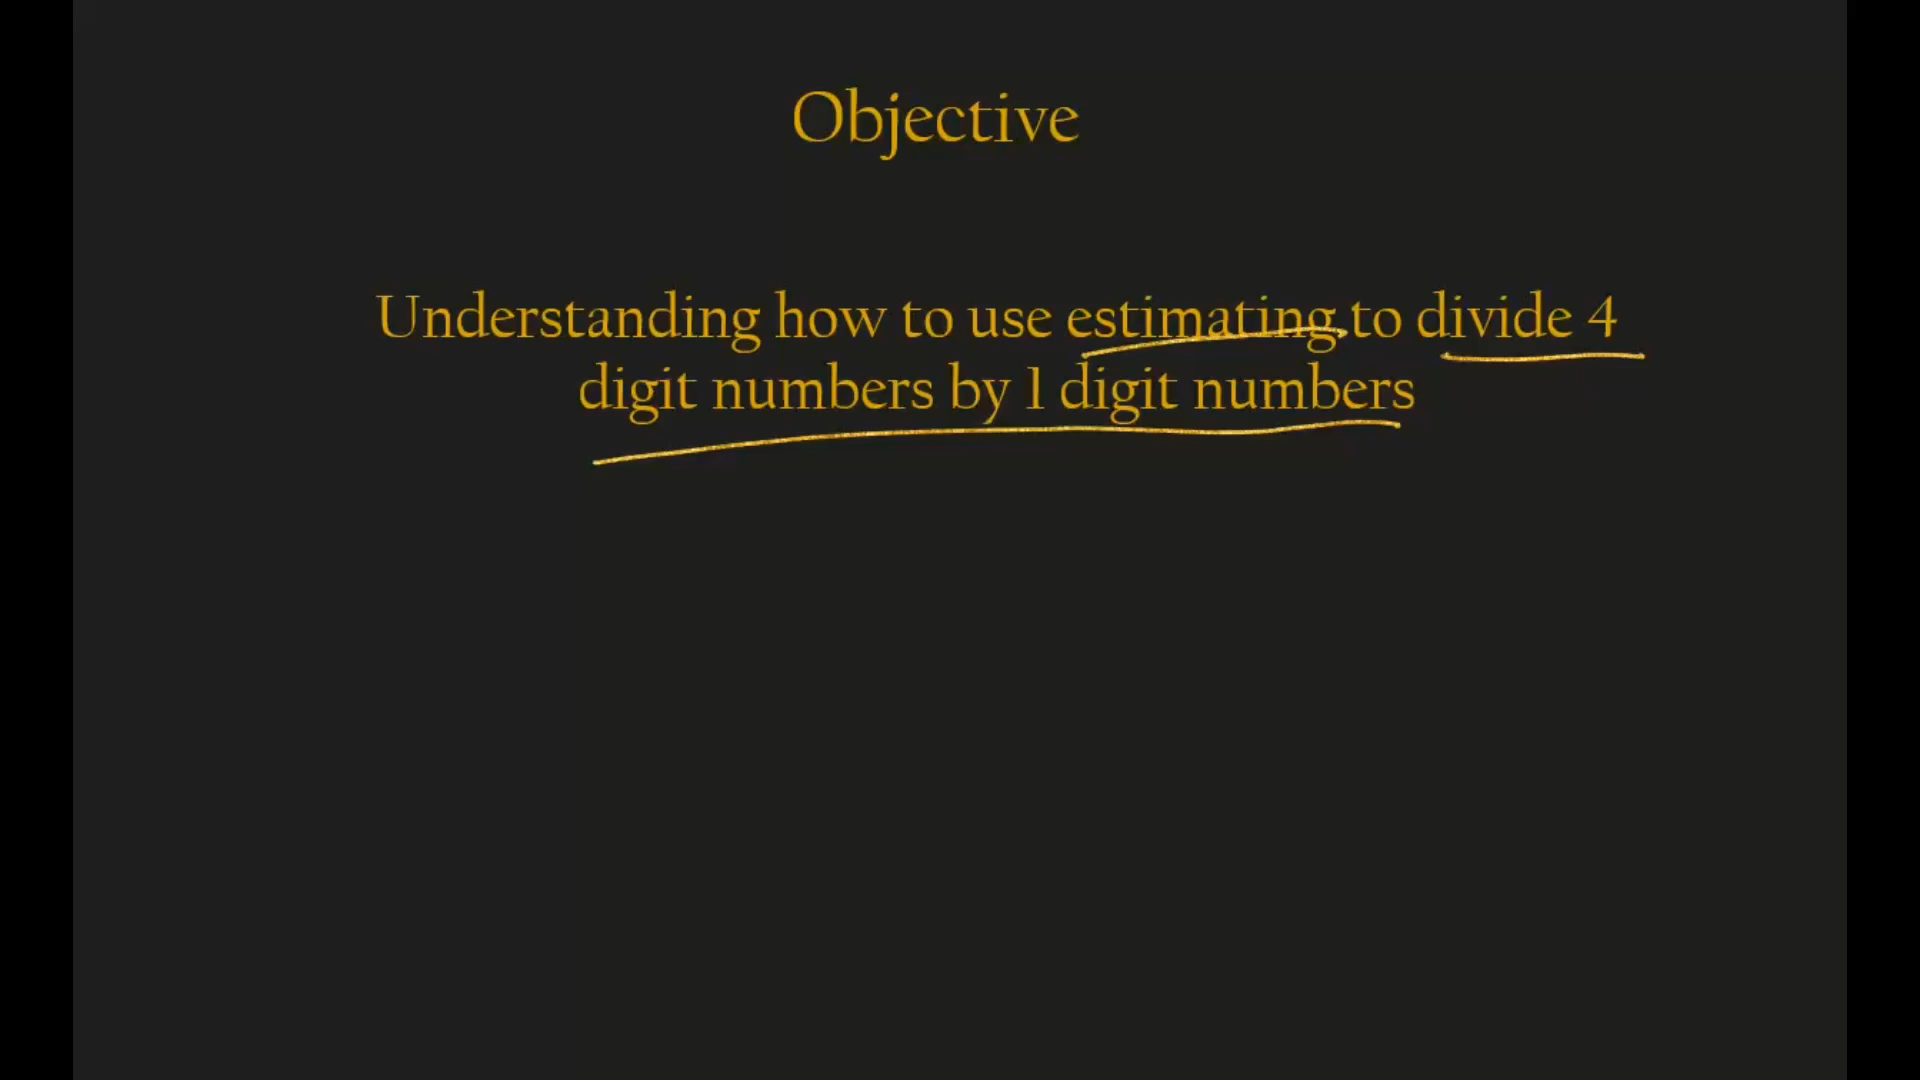 Objective
Understanding how to use estimating to divide 4
digit numbers by 1 digit numbers